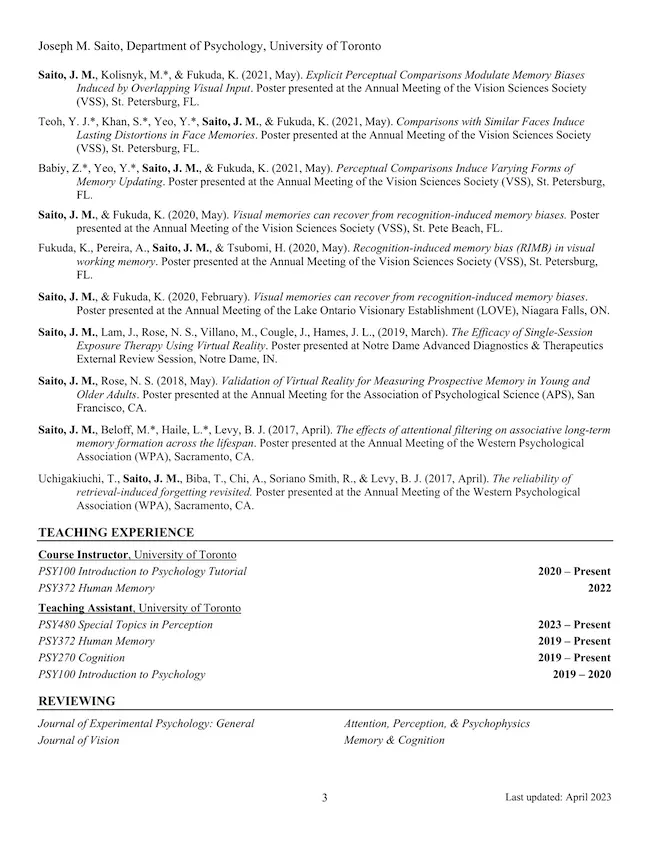 Joseph M. Saito, Department of Psychology, University of Toronto
Saito, J. M., Kolisnyk, M.*, & Fukuda, K. (2021, May). Explicit Perceptual Comparisons Modulate Memory Biases
Induced by Overlapping Visual Input. Poster presented at the Annual Meeting of the Vision Sciences Society
(VSS), St. Petersburg, FL.
Teoh, Y. J.*, Khan, S.*, Yeo, Y.*, Saito, J. M., & Fukuda, K. (2021, May). Comparisons with Similar Faces Induce
Lasting Distortions in Face Memories. Poster presented at the Annual Meeting of the Vision Sciences Society
(VSS), St. Petersburg, FL.
Babiy, Z.*, Yeo, Y.*, Saito, J. M., & Fukuda, K. (2021, May). Perceptual Comparisons Induce Varying Forms of
Memory Updating. Poster presented at the Annual Meeting of the Vision Sciences Society (VSS), St. Petersburg,
FL.
Saito, J. M., & Fukuda, K. (2020, May). Visual memories can recover from recognition-induced memory biases. Poster
presented at the Annual Meeting of the Vision Sciences Society (VSS), St. Pete Beach, FL.
Fukuda, K., Pereira, A., Saito, J. M., & Tsubomi, H. (2020, May). Recognition-induced memory bias (RIMB) in visual
working memory. Poster presented at the Annual Meeting of the Vision Sciences Society (VSS), St. Petersburg,
FL.
Saito, J. M., & Fukuda, K. (2020, February). Visual memories can recover from recognition-induced memory biases.
Poster presented at the Annual Meeting of the Lake Ontario Visionary Establishment (LOVE), Niagara Falls, ON.
Saito, J. M., Lam, J., Rose, N. S., Villano, M., Cougle, J., Hames, J. L., (2019, March). The Efficacy of Single-Session
Exposure Therapy Using Virtual Reality. Poster presented at Notre Dame Advanced Diagnostics & Therapeutics
External Review Session, Notre Dame, IN.
Saito, J. M., Rose, N. S. (2018, May). Validation of Virtual Reality for Measuring Prospective Memory in Young and
Older Adults. Poster presented at the Annual Meeting for the Association of Psychological Science (APS), San
Francisco, CA.
Saito, J. M., Beloff, M.*, Haile, L.*, Levy, B. J. (2017, April). The effects of attentional filtering on associative long-term
memory formation across the lifespan. Poster presented at the Annual Meeting of the Western Psychological
Association (WPA), Sacramento, CA.
Uchigakiuchi, T., Saito, J. M., Biba, T., Chi, A., Soriano Smith, R., & Levy, B. J. (2017, April). The reliability of
retrieval-induced forgetting revisited. Poster presented at the Annual Meeting of the Western Psychological
Association (WPA), Sacramento, CA.
TEACHING EXPERIENCE
Course Instructor, University of Toronto
PSY100 Introduction to Psychology Tutorial 2020 – Present
PSY372 Human Memory 2022
Teaching Assistant, University of Toronto
PSY480 Special Topics in Perception 2023 – Present
PSY372 Human Memory 2019 – Present
PSY270 Cognition 2019 – Present
PSY100 Introduction to Psychology 2019 – 2020
REVIEWING
Journal of Experimental Psychology: General Attention, Perception, & Psychophysics
Journal of Vision Memory & Cognition
3 Last updated: April 2023